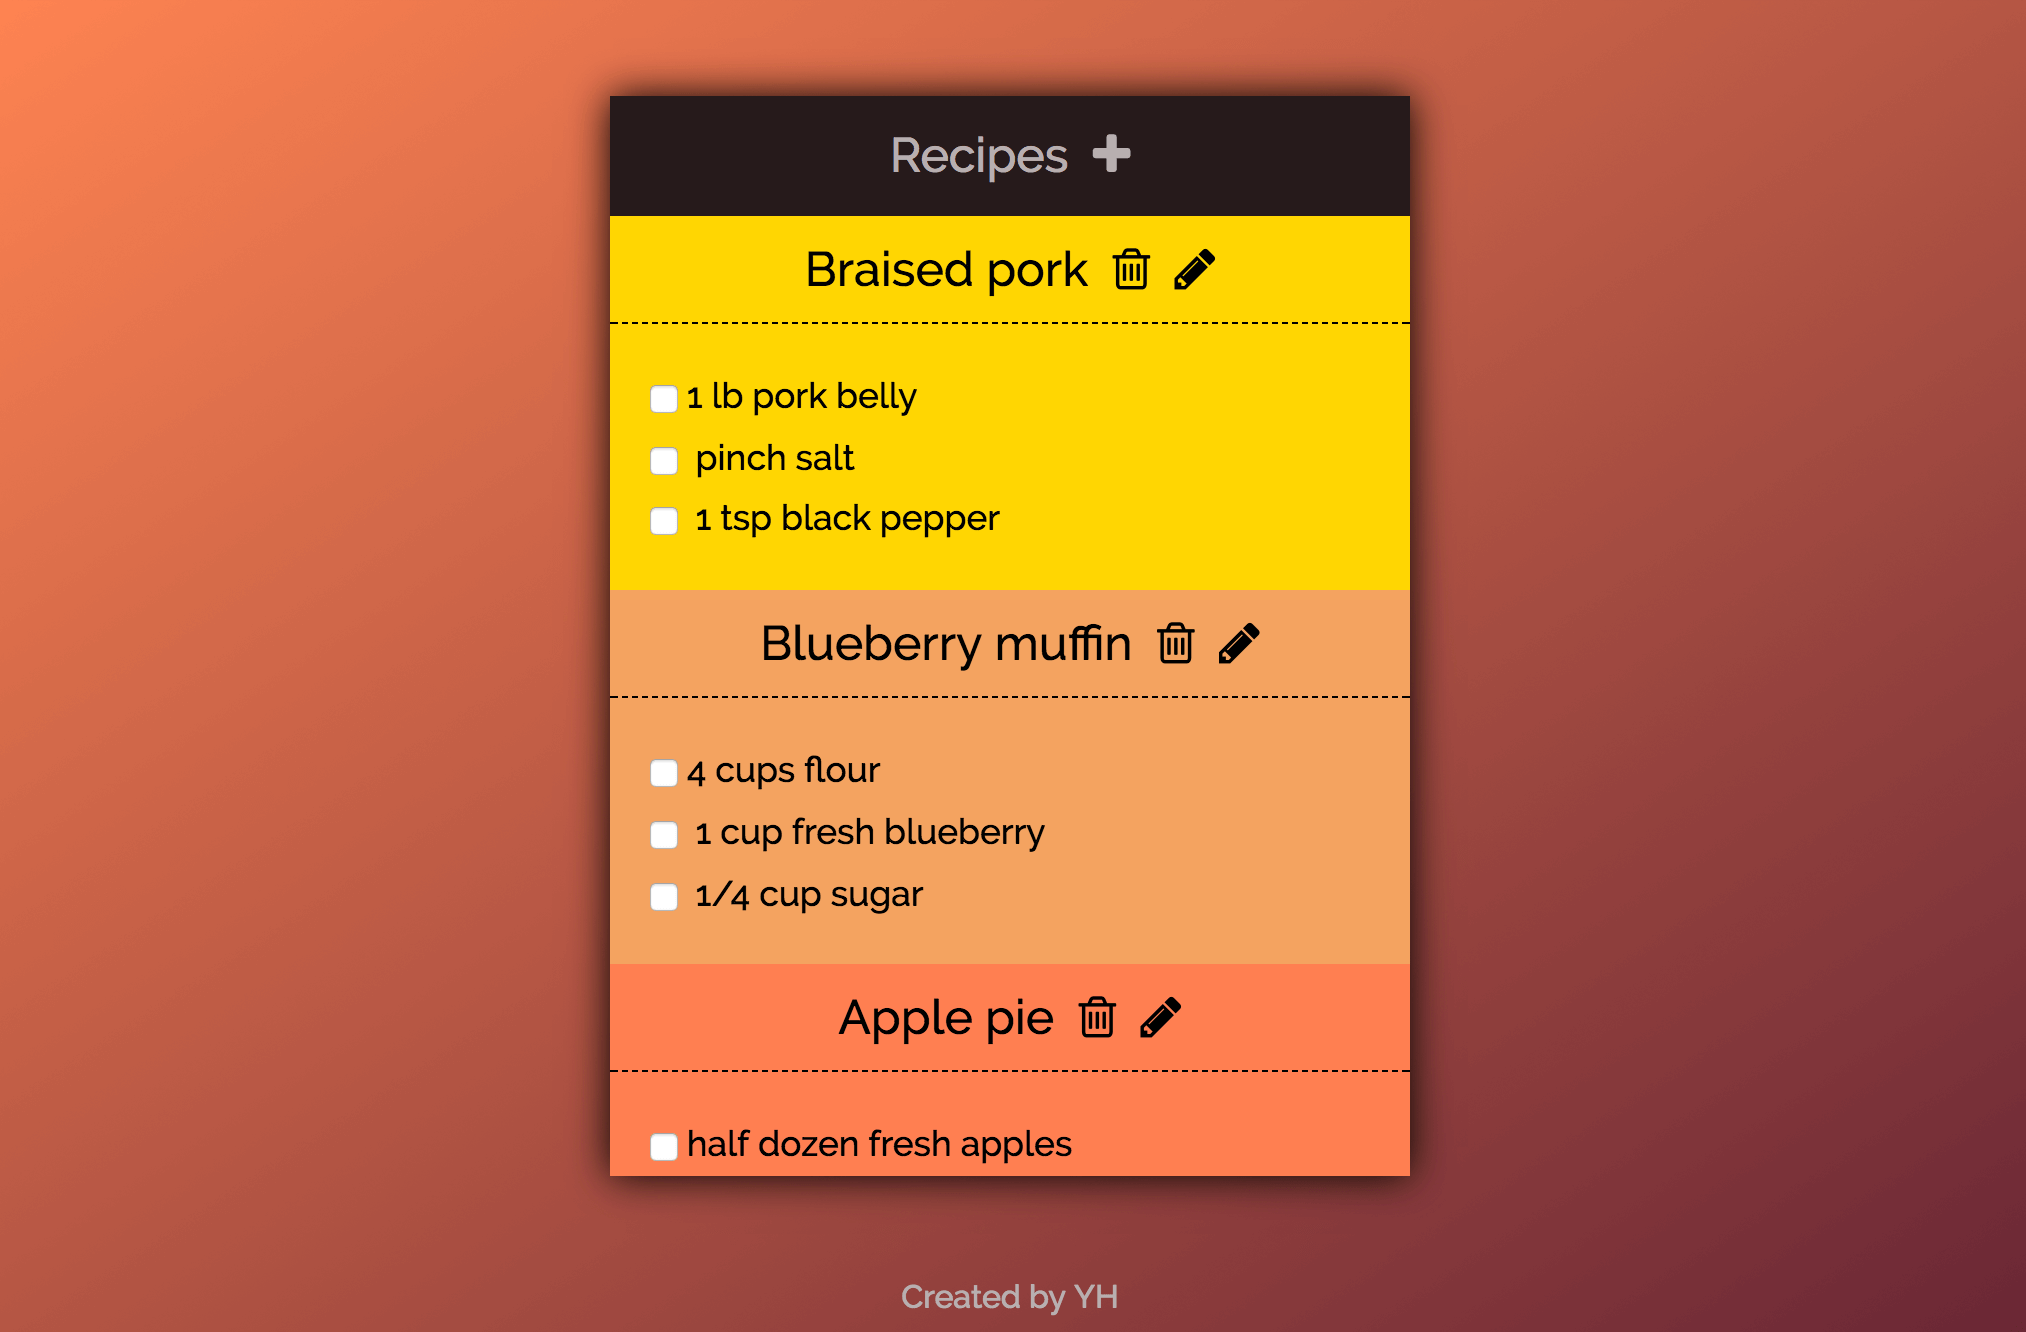 Recipes
Braised pork
1 lb pork belly
pinch salt
1 tsp black pepper
Blueberry muffin
4 cups flour
1 cup fresh blueberry
1/4 cup sugar
Apple pie
half dozen fresh apples
Created by YH